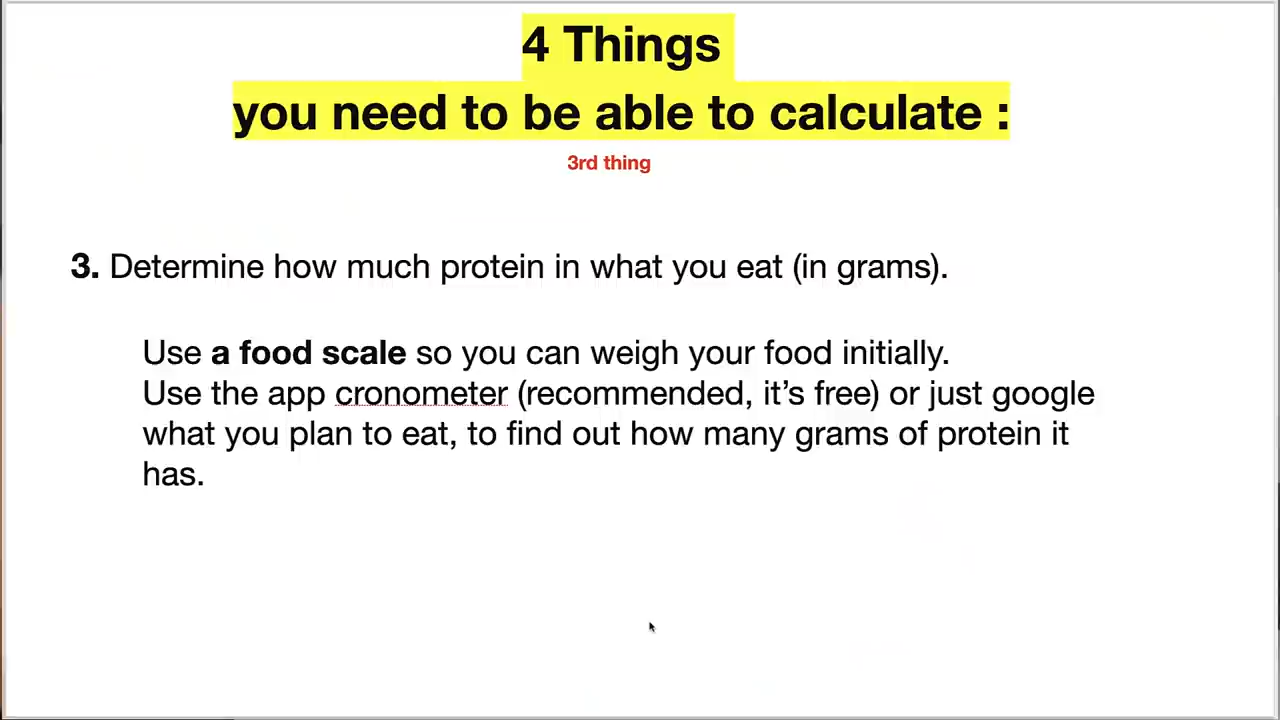 4 Things
you need to be able to calculate :
3rd thing
3. Determine how much protein in what you eat (in grams).
Use a food scale so you can weigh your food initially.
Use the app cronometer (recommended, it’s free) or just google
what you plan to eat, to find out how many grams of protein it
has.